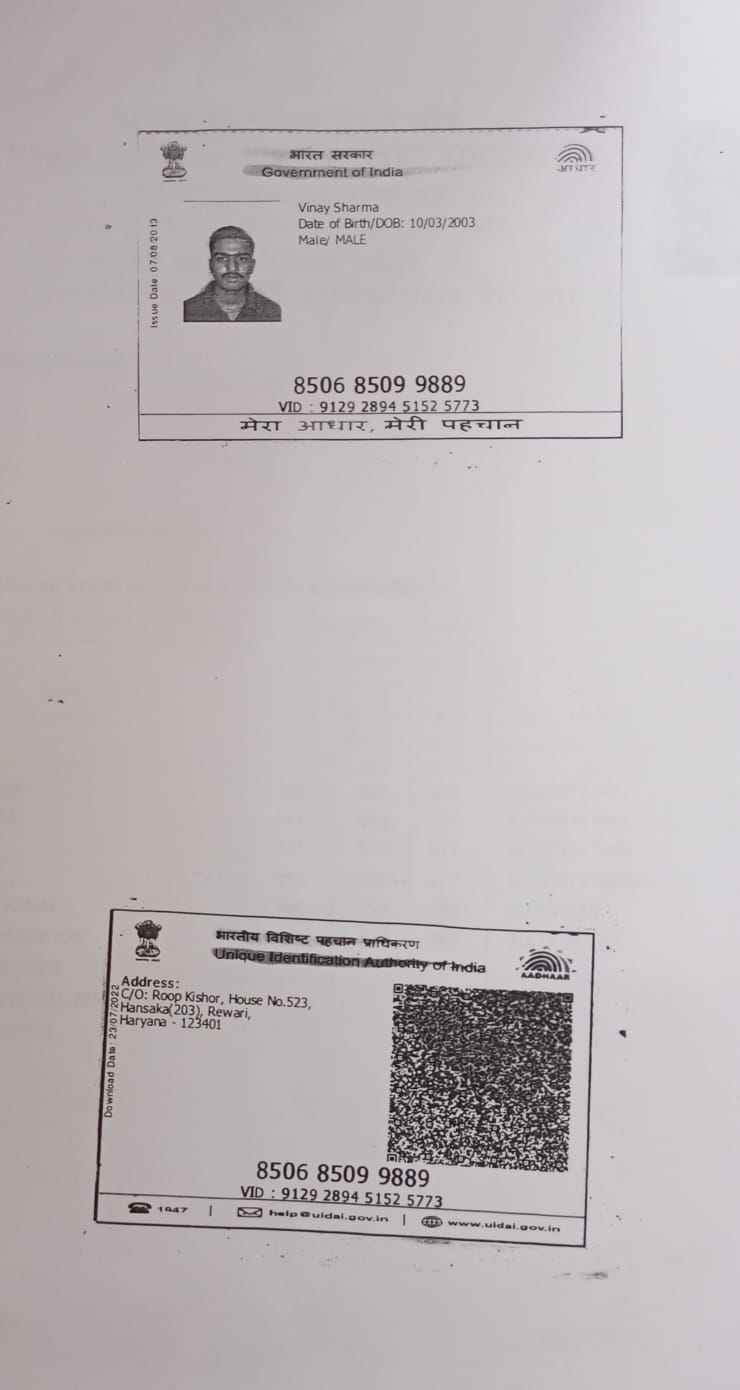 भारत सरकार
Government of India
आधार
Issue Date: 07/08/2013
Vinay Sharma
Date of Birth/DOB: 10/03/2003
Male/ MALE
8506 8509 9889
VID : 9129 2894 5152 5773
मेरा आधार, मेरी पहचान
भारतीय विशिष्ट पहचान प्राधिकरण
Unique Identification Authority of India
AADHAAR
Download Date: 23/07/2022
Address:
C/O: Roop Kishor, House No.523,
Hansaka(203), Rewari,
Haryana - 123401
8506 8509 9889
VID : 9129 2894 5152 5773
1947 | help@uidai.gov.in | www.uidai.gov.in